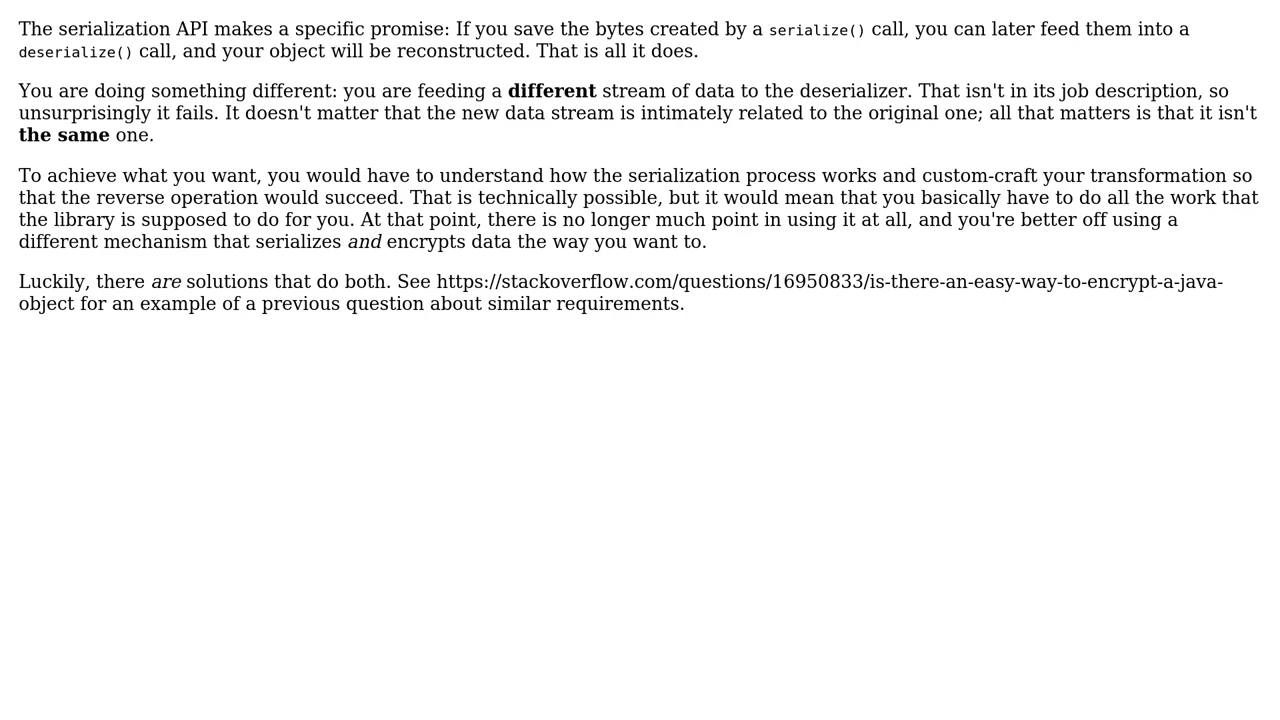 The serialization API makes a specific promise: If you save the bytes created by a serialize() call, you can later feed them into a
deserialize() call, and your object will be reconstructed. That is all it does.
You are doing something different: you are feeding a different stream of data to the deserializer. That isn't in its job description, so
unsurprisingly it fails. It doesn't matter that the new data stream is intimately related to the original one; all that matters is that it isn't
the same one.
To achieve what you want, you would have to understand how the serialization process works and custom-craft your transformation so
that the reverse operation would succeed. That is technically possible, but it would mean that you basically have to do all the work that
the library is supposed to do for you. At that point, there is no longer much point in using it at all, and you're better off using a
different mechanism that serializes and encrypts data the way you want to.
Luckily, there are solutions that do both. See https://stackoverflow.com/questions/16950833/is-there-an-easy-way-to-encrypt-a-java-
object for an example of a previous question about similar requirements.